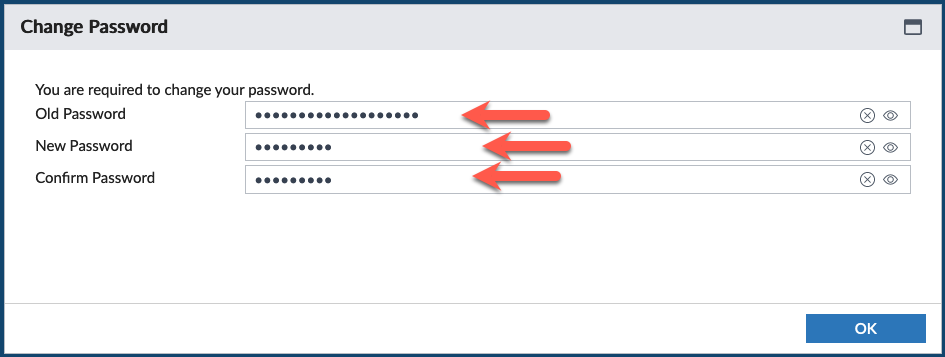 Change Password
You are required to change your password.
Old Password •••••••••••••••••••
New Password •••••••••
Confirm Password •••••••••
OK